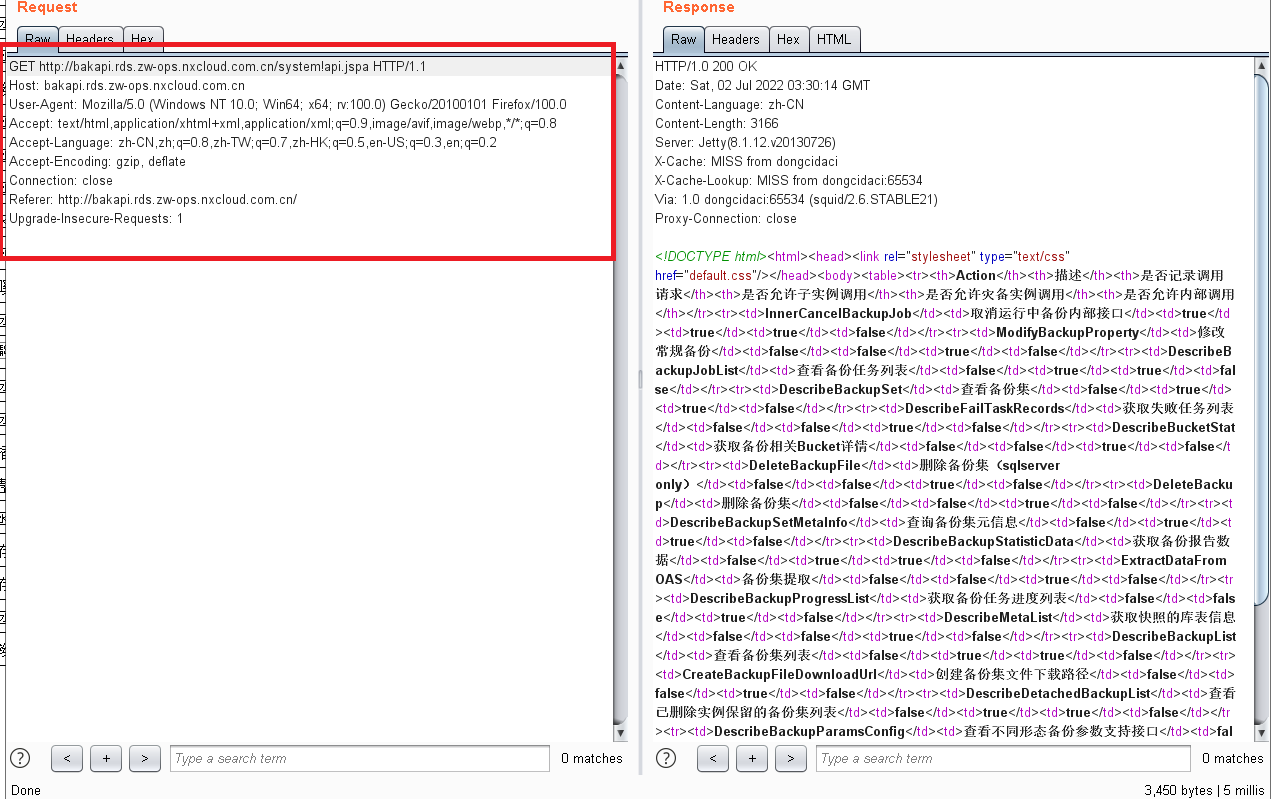 Request
Raw Headers Hex
GET http://bakapi.rds.zw-ops.nxcloud.com.cn/system!api.jspa HTTP/1.1
Host: bakapi.rds.zw-ops.nxcloud.com.cn
User-Agent: Mozilla/5.0 (Windows NT 10.0; Win64; x64; rv:100.0) Gecko/20100101 Firefox/100.0
Accept: text/html,application/xhtml+xml,application/xml;q=0.9,image/avif,image/webp,*/*;q=0.8
Accept-Language: zh-CN,zh;q=0.8,zh-TW;q=0.7,zh-HK;q=0.5,en-US;q=0.3,en;q=0.2
Accept-Encoding: gzip, deflate
Connection: close
Referer: http://bakapi.rds.zw-ops.nxcloud.com.cn/
Upgrade-Insecure-Requests: 1
? < + > Type a search term 0 matches
Done
Response
Raw Headers Hex HTML
HTTP/1.0 200 OK
Date: Sat, 02 Jul 2022 03:30:14 GMT
Content-Language: zh-CN
Content-Length: 3166
Server: Jetty(8.1.12.v20130726)
X-Cache: MISS from dongcidaci
X-Cache-Lookup: MISS from dongcidaci:65534
Via: 1.0 dongcidaci:65534 (squid/2.6.STABLE21)
Proxy-Connection: close
<!DOCTYPE html><html><head><link rel="stylesheet" type="text/css"
href="default.css"/></head><body><table><tr><th>Action</th><th>描述</th><th>是否记录调用
请求</th><th>是否允许子实例调用</th><th>是否允许灾备实例调用</th><th>是否允许内部调用
</th></tr><tr><td>InnerCancelBackupJob</td><td>取消运行中备份内部接口</td><td>true</td>
<td>true</td><td>true</td><td>false</td></tr><tr><td>ModifyBackupProperty</td><td>修改
常规备份</td><td>false</td><td>false</td><td>true</td><td>false</td></tr><tr><td>DescribeB
ackupJobList</td><td>查看备份任务列表</td><td>false</td><td>true</td><td>true</td><td>fal
se</td></tr><tr><td>DescribeBackupSet</td><td>查看备份集</td><td>false</td><td>true</td>
<td>true</td><td>false</td></tr><tr><td>DescribeFailTaskRecords</td><td>获取失败任务列表
</td><td>false</td><td>false</td><td>true</td><td>false</td></tr><tr><td>DescribeBucketStat
</td><td>获取备份相关Bucket详情</td><td>false</td><td>false</td><td>true</td><td>false</t
d></tr><tr><td>DeleteBackupFile</td><td>删除备份集（sqlserver
only）</td><td>false</td><td>false</td><td>true</td><td>false</td></tr><tr><td>DeleteBacku
p</td><td>删除备份集</td><td>false</td><td>false</td><td>true</td><td>false</td></tr><tr><t
d>DescribeBackupSetMetaInfo</td><td>查询备份集元信息</td><td>false</td><td>true</td><t
d>true</td><td>false</td></tr><tr><td>DescribeBackupStatisticData</td><td>获取备份报告数
据</td><td>false</td><td>true</td><td>true</td><td>false</td></tr><tr><td>ExtractDataFrom
OAS</td><td>备份集提取</td><td>false</td><td>false</td><td>true</td><td>false</td></tr><tr
><td>DescribeBackupProgressList</td><td>获取备份任务进度列表</td><td>false</td><td>fals
e</td><td>true</td><td>false</td></tr><tr><td>DescribeMetaList</td><td>获取快照的库表信息
</td><td>false</td><td>false</td><td>true</td><td>false</td></tr><tr><td>DescribeBackupList
</td><td>查看备份集列表</td><td>false</td><td>true</td><td>true</td><td>false</td></tr><tr>
<td>CreateBackupFileDownloadUrl</td><td>创建备份集文件下载路径</td><td>false</td><td>
false</td><td>true</td><td>false</td></tr><tr><td>DescribeDetachedBackupList</td><td>查看
已删除实例保留的备份集列表</td><td>false</td><td>true</td><td>true</td><td>false</td></tr
><tr><td>DescribeBackupParamsConfig</td><td>查看不同形态备份参数支持接口</td><td>fal
? < + > Type a search term 0 matches
3,450 bytes | 5 millis